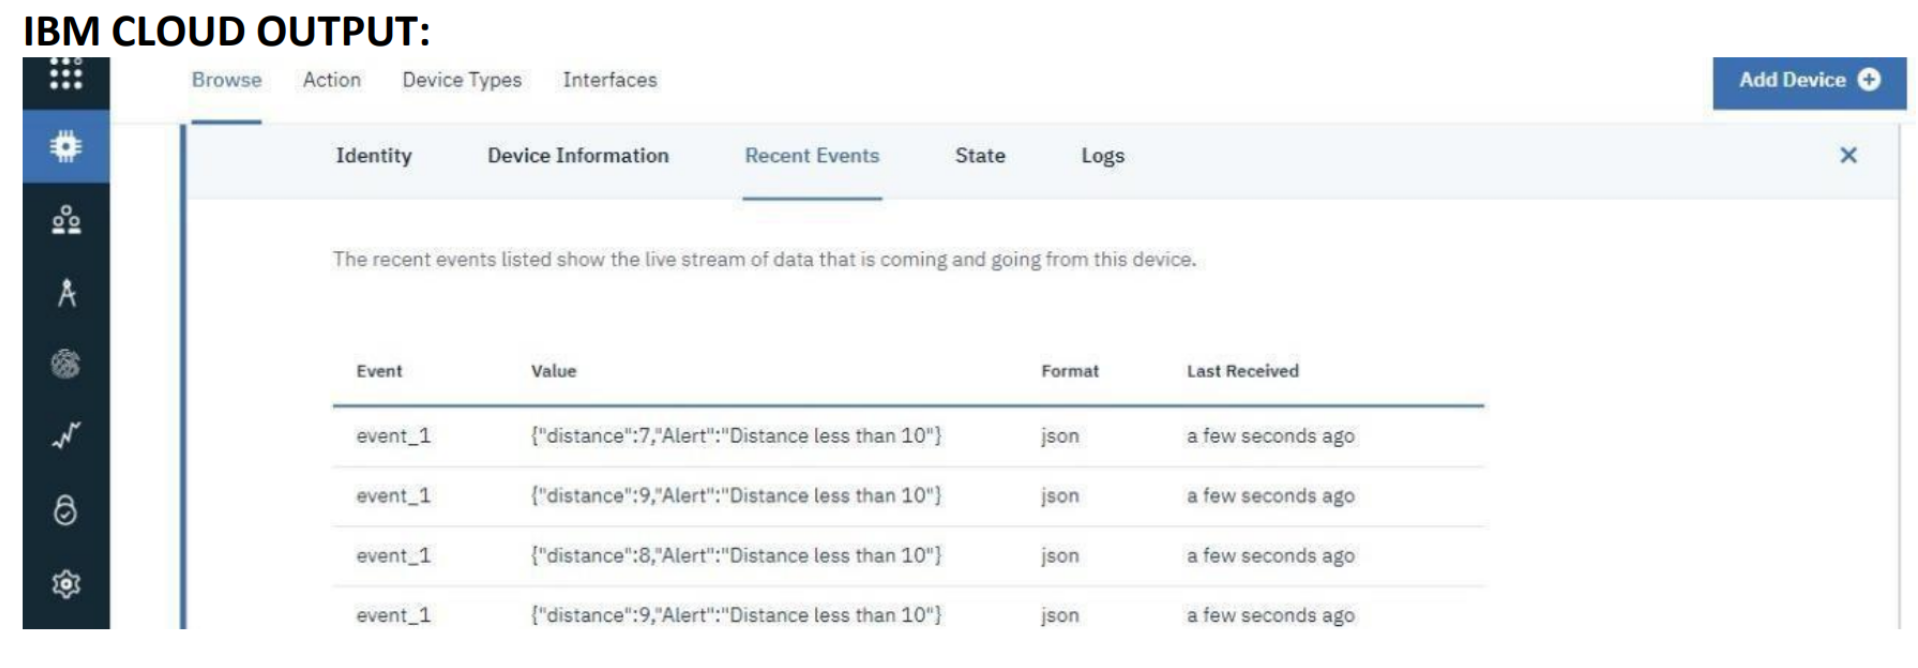 IBM CLOUD OUTPUT:
Browse Action Device Types Interfaces Add Device
Identity Device Information Recent Events State Logs
The recent events listed show the live stream of data that is coming and going from this device.
Event Value Format Last Received
event_1 {"distance":7,"Alert":"Distance less than 10"} json a few seconds ago
event_1 {"distance":9,"Alert":"Distance less than 10"} json a few seconds ago
event_1 {"distance":8,"Alert":"Distance less than 10"} json a few seconds ago
event_1 {"distance":9,"Alert":"Distance less than 10"} json a few seconds ago